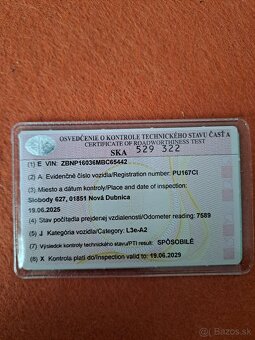 OSVEDČENIE O KONTROLE TECHNICKÉHO STAVU ČASŤ A
CERTIFICATE OF ROADWORTHINESS TEST
SKA 529 322
(1) E VIN: ZBNP16036MBC65442
(2) A Evidenčné číslo vozidla/Registration number: PU167CI
(3) Miesto a dátum kontroly/Place and date of inspection:
Slobody 627, 01851 Nová Dubnica
19.06.2025
(4) Stav počítadla prejdenej vzdialenosti/Odometer reading: 7589
(5) J Kategória vozidla/Category: L3e-A2
(7) Výsledok kontroly technického stavu/PTI result: SPÔSOBILÉ
(8) X Kontrola platí do/Inspection valid to: 19.06.2029
bazos.sk